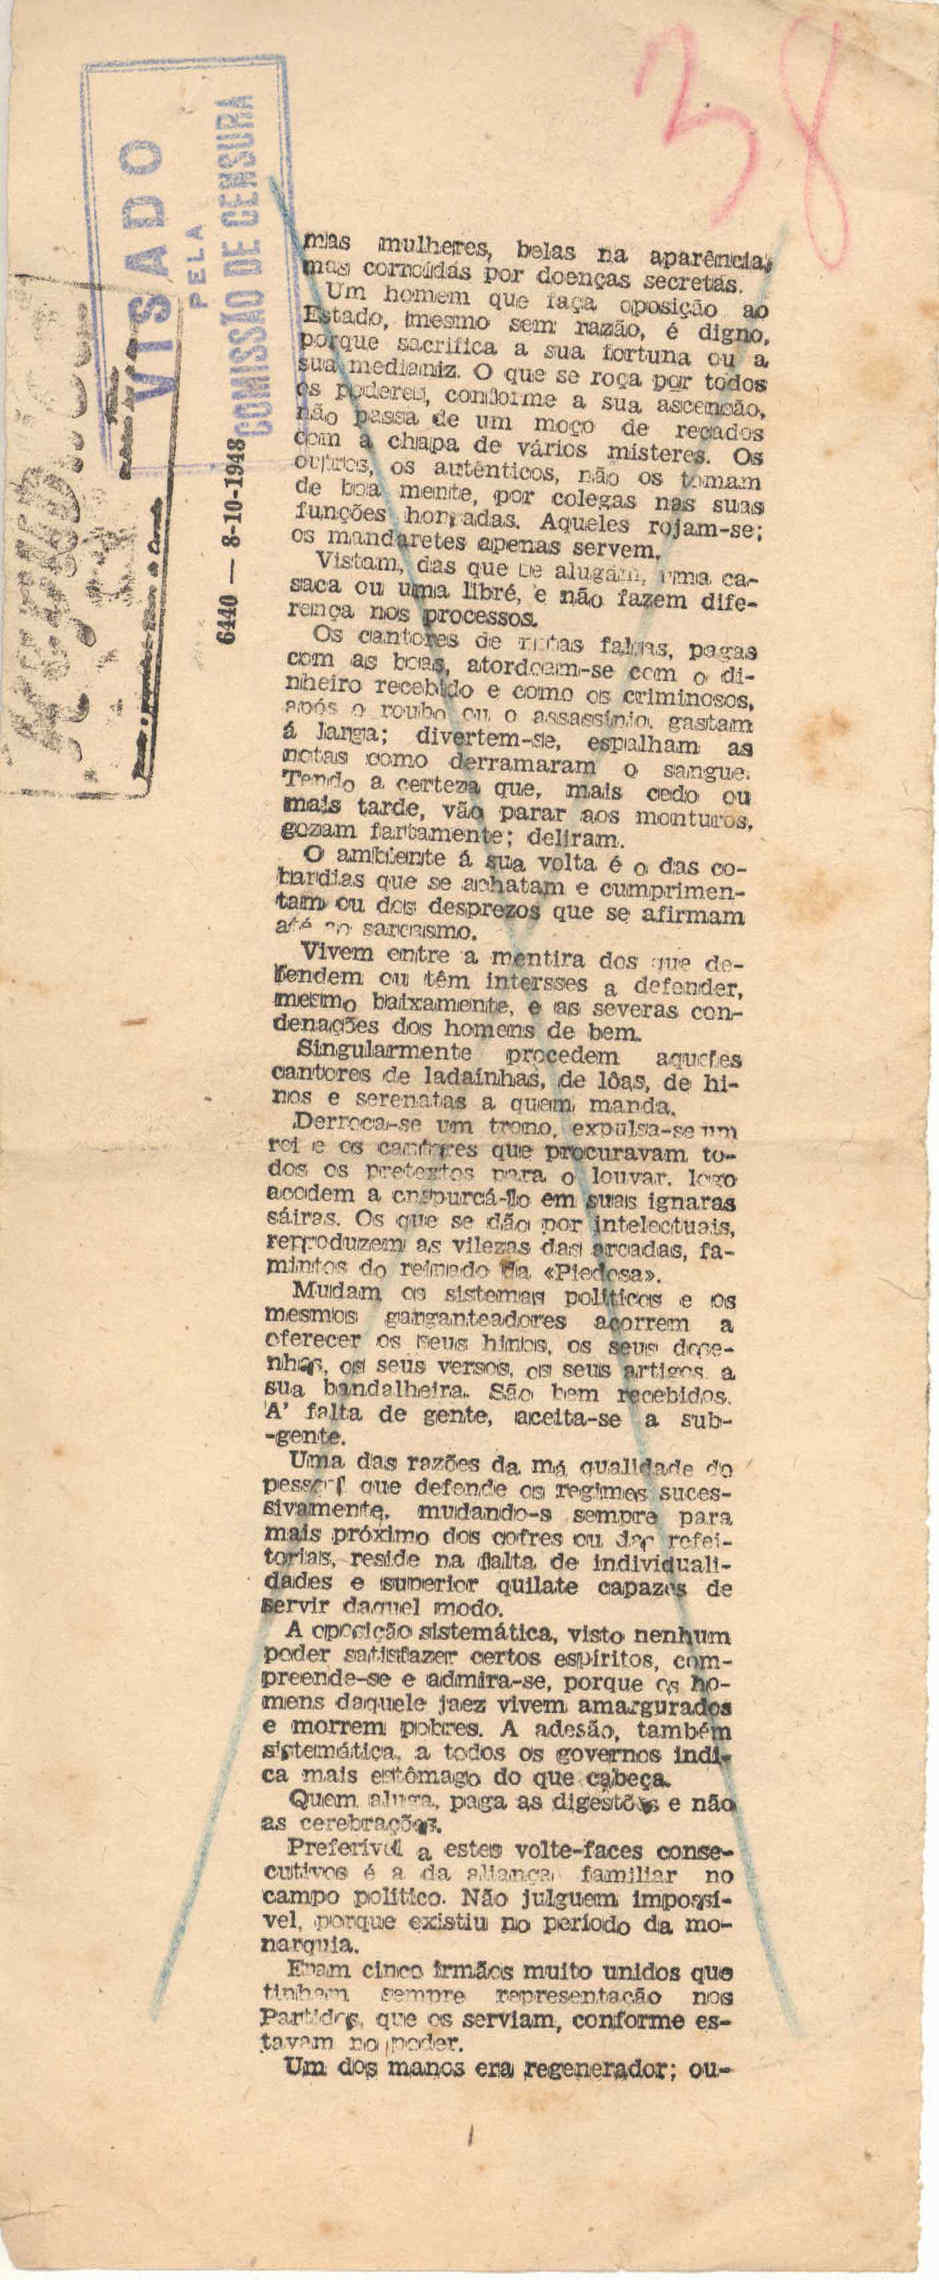 38
VISADO
PELA
COMISSÃO DE CENSURA
6440 — 8-10-1948
mas mulheres, belas na aparência,
mas corroídas por doenças secretas.
Um homem que faça oposição ao
Estado, mesmo sem razão, é digno,
porque sacrifica a sua fortuna ou a
sua medianiz. O que se roça por todos
os poderes, conforme a sua ascensão,
não passa de um moço de recados
com a chapa de vários misteres. Os
outros, os autênticos, não os tomam
de boa mente, por colegas nas suas
funções honradas. Aqueles rojam-se;
os mandaretes apenas servem.
Vistam, das que se alugam, uma ca-
saca ou uma libré, e não fazem dife-
rença nos processos.
Os cantores de notas falsas, pagas
com as boas, atordoam-se com o di-
nheiro recebido e como os criminosos,
após o roubo ou o assassínio, gastam
á larga; divertem-se, espalham as
notas como derramaram o sangue.
Tendo a certeza que, mais cedo ou
mais tarde, vão parar aos monturos,
gozam fartamente; deliram.
O ambiente á sua volta é o das co-
bardias que se achatam e cumprimen-
tam ou dos desprezos que se afirmam
até no sarcasmo.
Vivem entre a mentira dos que de-
fendem ou têm intersses a defender,
mesmo baixamente, e as severas con-
denações dos homens de bem.
Singularmente procedem aqueles
cantores de ladaínhas, de lôas, de hi-
nos e serenatas a quem manda.
Derroca-se um trono, expulsa-se um
rei e os cantores que procuravam to-
dos os pretextos para o louvar, logo
acodem a enspurcá-lo em suas ignaras
sáiras. Os que se dão por intelectuais,
reproduzem as vilezas das arcadas, fa-
mintos do reinado da «Piedosa».
Mudam os sistemas políticos e os
mesmos garganteadores acorrem a
oferecer os seus hinos, os seus dese-
nhos, os seus versos, os seus artigos a
sua bandalheira. São bem recebidos.
A' falta de gente, aceita-se a sub-
-gente.
Uma das razões da má qualidade do
pessoal que defende os regimes suces-
sivamente, mudando-s sempre para
mais próximo dos cofres ou das refei-
torias, reside na falta de individuali-
dades e superior quilate capazes de
servir daquel modo.
A oposição sistemática, visto nenhum
poder satisfazer certos espíritos, com-
preende-se e admira-se, porque os ho-
mens daquele jaez vivem amargurados
e morrem pobres. A adesão, também
sistemática, a todos os governos indi-
ca mais estômago do que cabeça.
Quem aluga, paga as digestões e não
as cerebrações.
Preferível a estes volte-faces conse-
cutivos é a da aliança familiar no
campo politico. Não julguem impossi-
vel, porque existiu no período da mo-
narquia.
Eram cinco irmãos muito unidos que
tinham sempre representação nos
Partidos, que os serviam, conforme es-
tavam no poder.
Um dos manos era regenerador; ou-